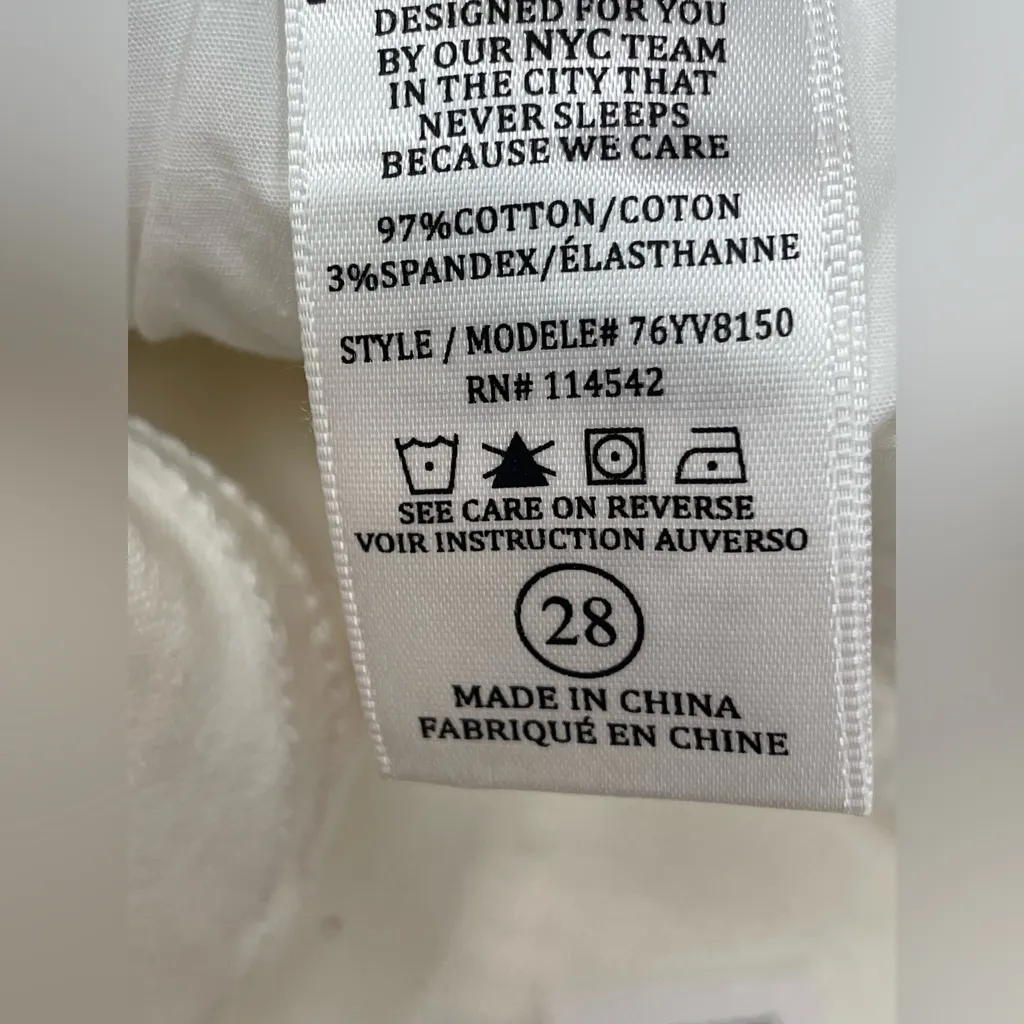 DESIGNED FOR YOU
BY OUR NYC TEAM
IN THE CITY THAT
NEVER SLEEPS
BECAUSE WE CARE
97%COTTON/COTON
3%SPANDEX/ÉLASTHANNE
STYLE / MODELE# 76YV8150
RN# 114542
SEE CARE ON REVERSE
VOIR INSTRUCTION AUVERSO
28
MADE IN CHINA
FABRIQUÉ EN CHINE